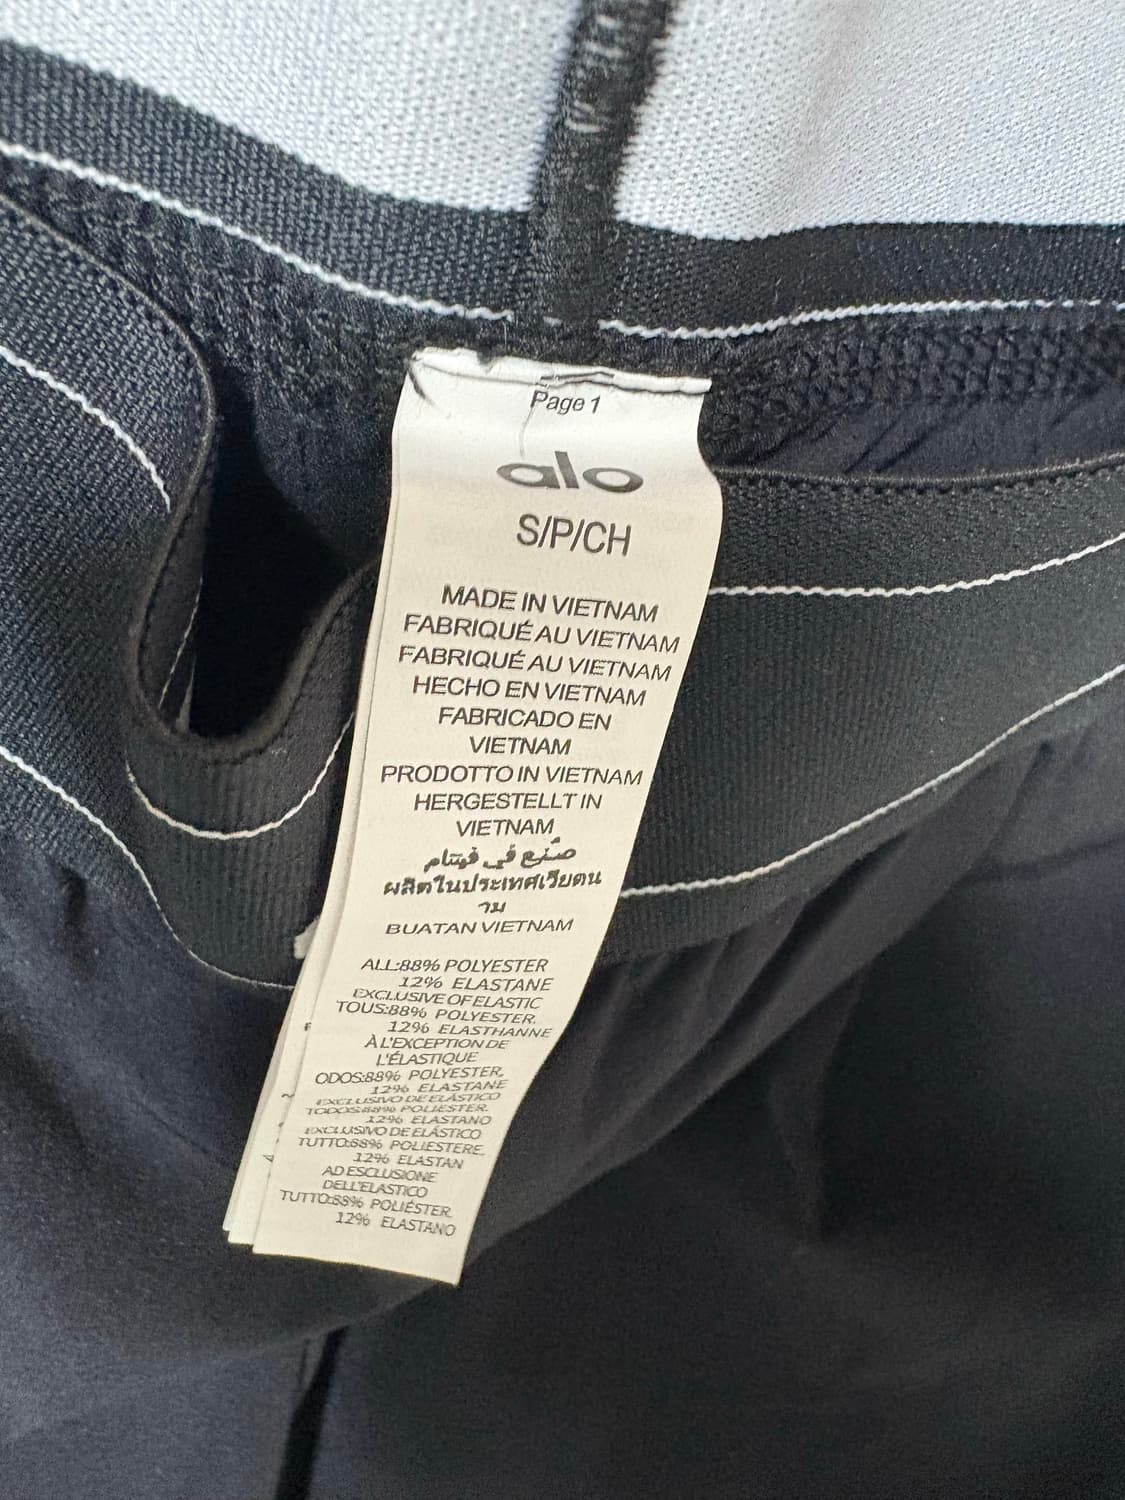 Page 1
alo
S/P/CH
MADE IN VIETNAM
FABRIQUÉ AU VIETNAM
FABRIQUÉ AU VIETNAM
HECHO EN VIETNAM
FABRICADO EN
VIETNAM
PRODOTTO IN VIETNAM
HERGESTELLT IN
VIETNAM
صُنع في فيتنام
ผลิตในประเทศเวียดน
าม
BUATAN VIETNAM
ALL:88% POLYESTER
12% ELASTANE
EXCLUSIVE OF ELASTIC
TOUS:88% POLYESTER,
12% ELASTHANNE
À L'EXCEPTION DE
L'ÉLASTIQUE
ODOS:88% POLYESTER,
12% ELASTANE
EXCLUSIVO DE ELÁSTICO
TODOS:88% POLIESTER.
12% ELASTANO
EXCLUSIVO DE ELÁSTICO
TUTTO:88% POLIESTERE,
12% ELASTAN
AD ESCLUSIONE
DELL'ELASTICO
TUTTO:88% POLIÉSTER,
12% ELASTANO